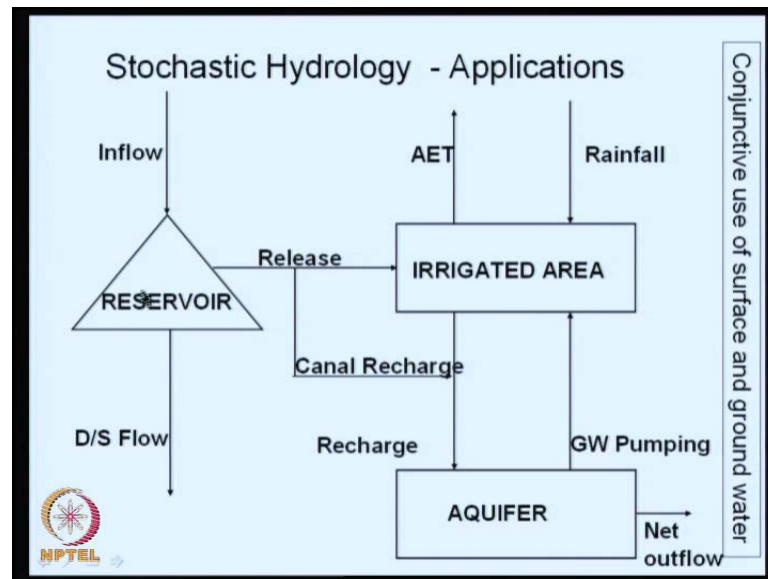 Stochastic Hydrology - Applications
Inflow
AET
Rainfall
Release
RESERVOIR
IRRIGATED AREA
Canal Recharge
D/S Flow
Recharge
GW Pumping
AQUIFER
Net
outflow
Conjunctive use of surface and ground water
NPTEL